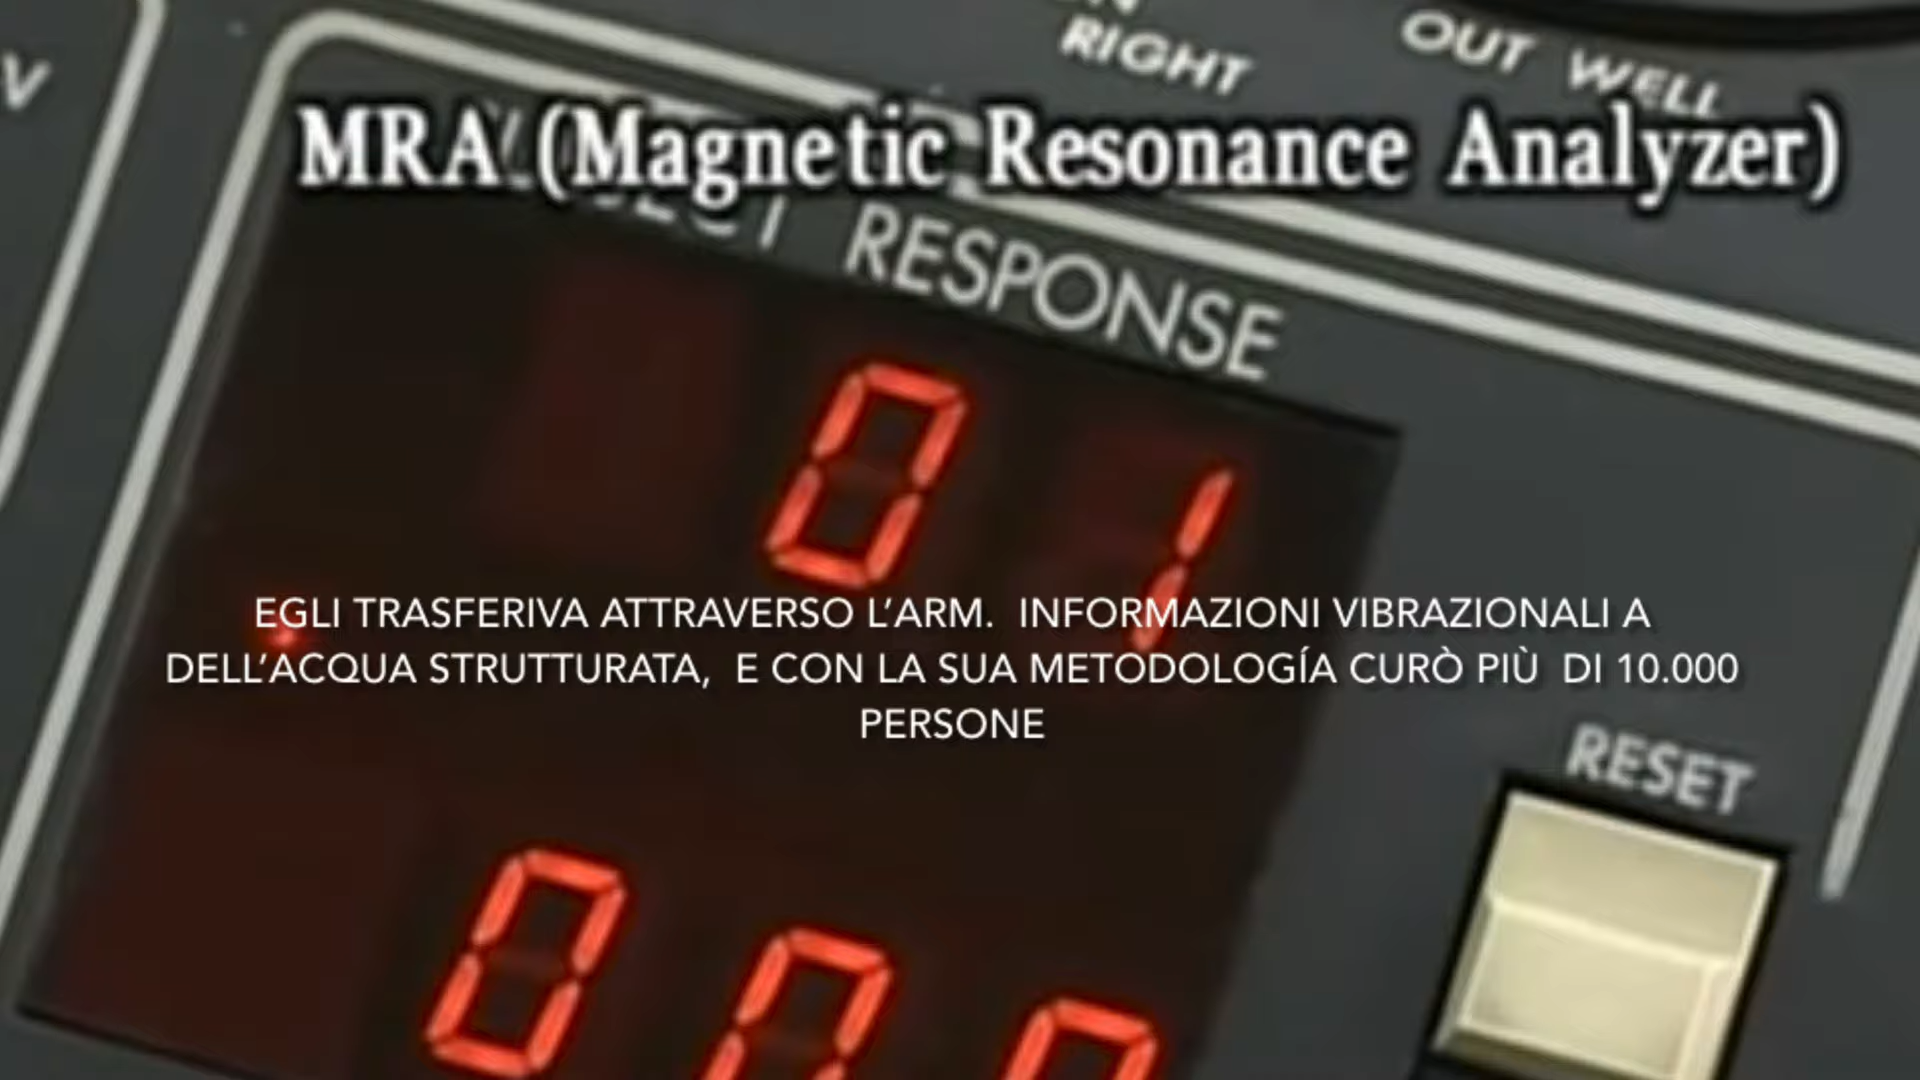 RIGHT
OUT WELL
V
MRA (Magnetic Resonance Analyzer)
RESPONSE
01
EGLI TRASFERIVA ATTRAVERSO L’ARM. INFORMAZIONI VIBRAZIONALI A
DELL’ACQUA STRUTTURATA, E CON LA SUA METODOLOGÍA CURÒ PIÙ DI 10.000
PERSONE
RESET
000